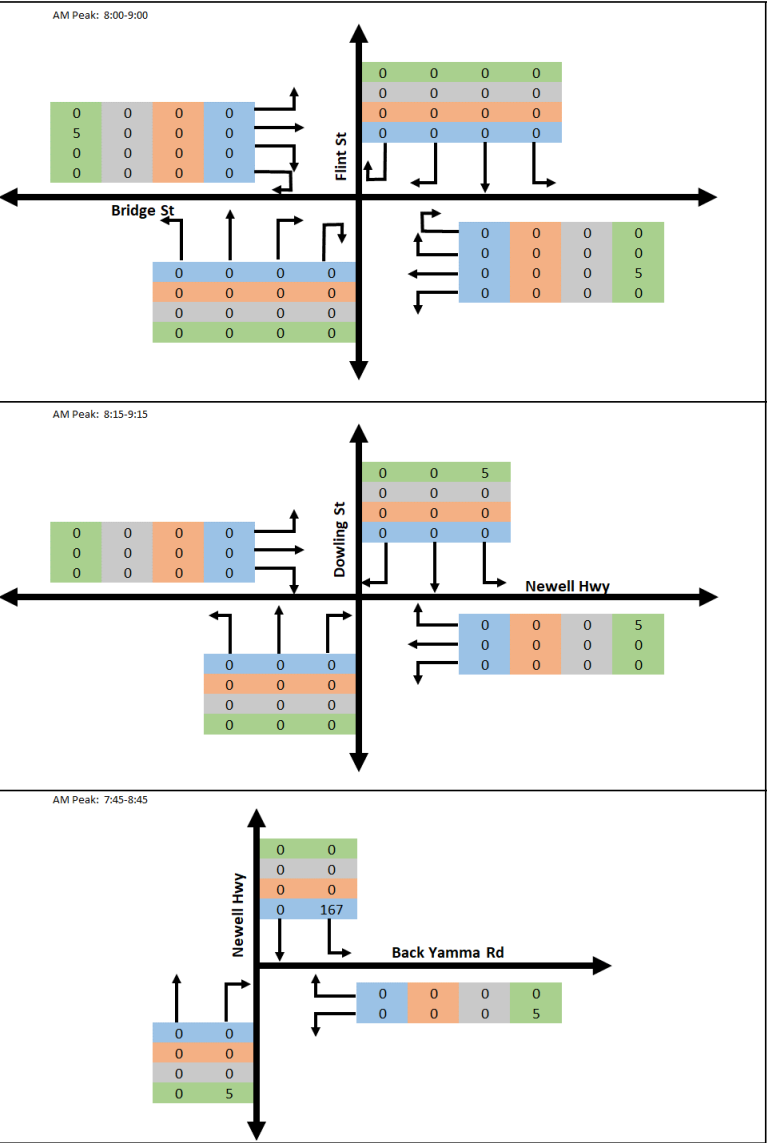 AM Peak: 8:00-9:00
Flint St
Bridge St
0 0 0 0
5 0 0 0
0 0 0 0
0 0 0 0
0 0 0 0
0 0 0 0
0 0 0 0
0 0 0 0
0 0 0 0
0 0 0 0
0 0 0 0
0 0 0 0
0 0 0 0
0 0 0 0
0 0 0 5
0 0 0 0
AM Peak: 8:15-9:15
Dowling St
Newell Hwy
0 0 0 0
0 0 0 0
0 0 0 0
0 0 5
0 0 0
0 0 0
0 0 0
0 0 0
0 0 0
0 0 0
0 0 0
0 0 0 5
0 0 0 0
0 0 0 0
AM Peak: 7:45-8:45
Newell Hwy
0 0
0 0
0 0
0 167
Back Yamma Rd
0 0 0 0
0 0 0 5
0 0
0 0
0 0
0 5